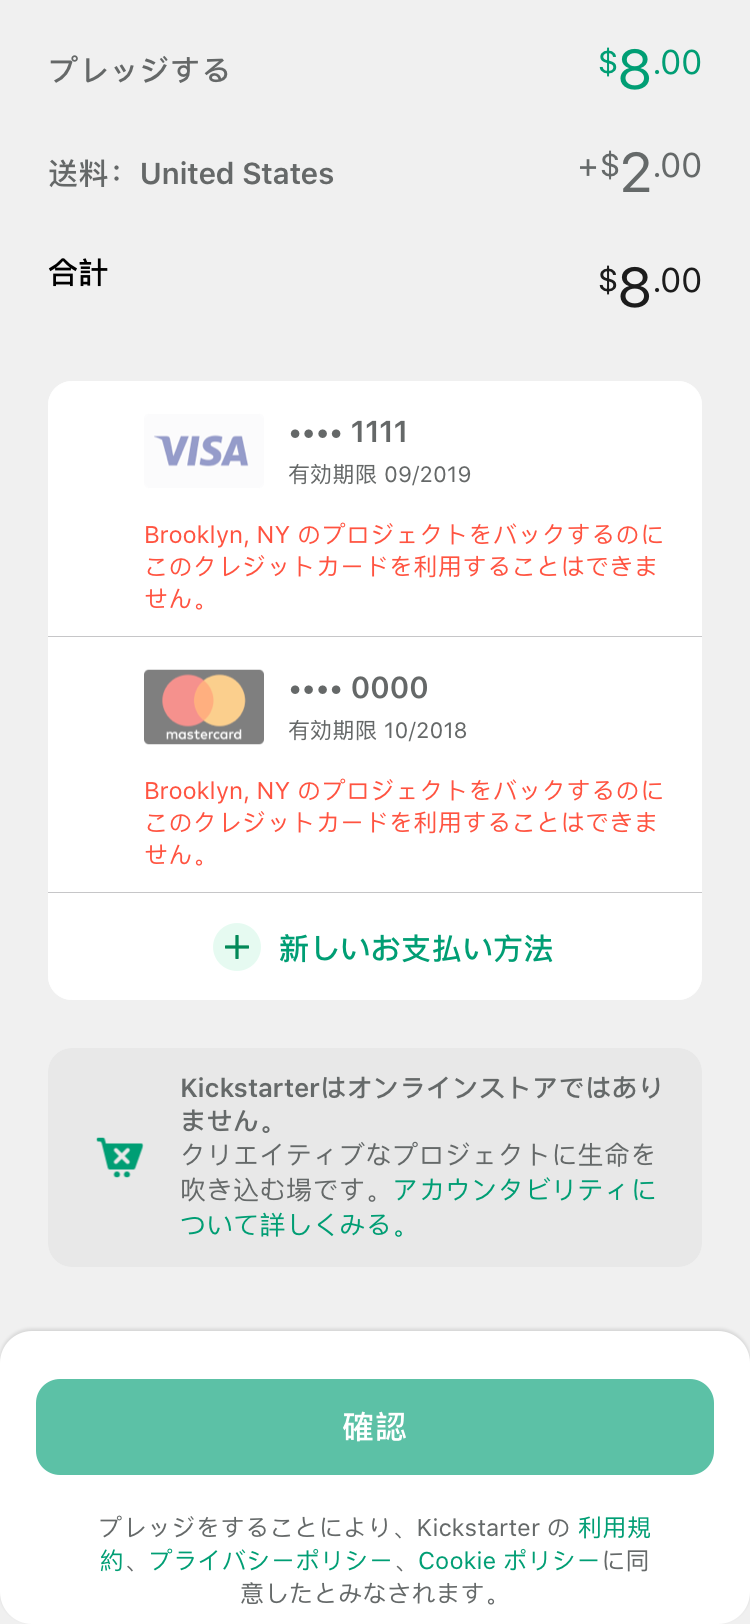 プレッジする $8.00
送料： United States +$2.00
合計 $8.00
VISA •••• 1111
有効期限 09/2019
Brooklyn, NY のプロジェクトをバックするのに
このクレジットカードを利用することはできま
せん。
•••• 0000
mastercard 有効期限 10/2018
Brooklyn, NY のプロジェクトをバックするのに
このクレジットカードを利用することはできま
せん。
+ 新しいお支払い方法
Kickstarterはオンラインストアではあり
ません。
クリエイティブなプロジェクトに生命を
吹き込む場です。アカウンタビリティに
ついて詳しくみる。
確認
プレッジをすることにより、Kickstarter の 利用規
約、プライバシーポリシー、Cookie ポリシーに同
意したとみなされます。